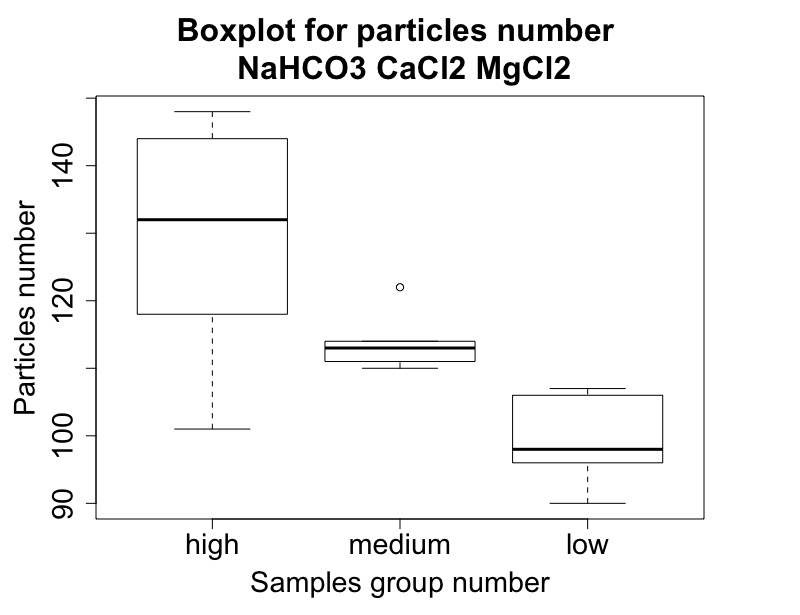 Boxplot for particles number
NaHCO3 CaCl2 MgCl2
Particles number
140
120
100
90
high medium low
Samples group number